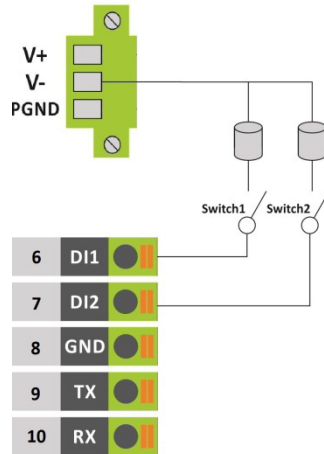 V+
V-
PGND
Switch1 Switch2
6 DI1
7 DI2
8 GND
9 TX
10 RX